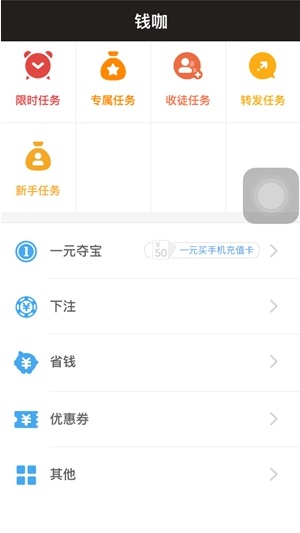 钱咖
限时任务 专属任务 收徒任务 转发任务
新手任务
一元夺宝 ¥50 一元买手机充值卡
下注
省钱
优惠券
其他